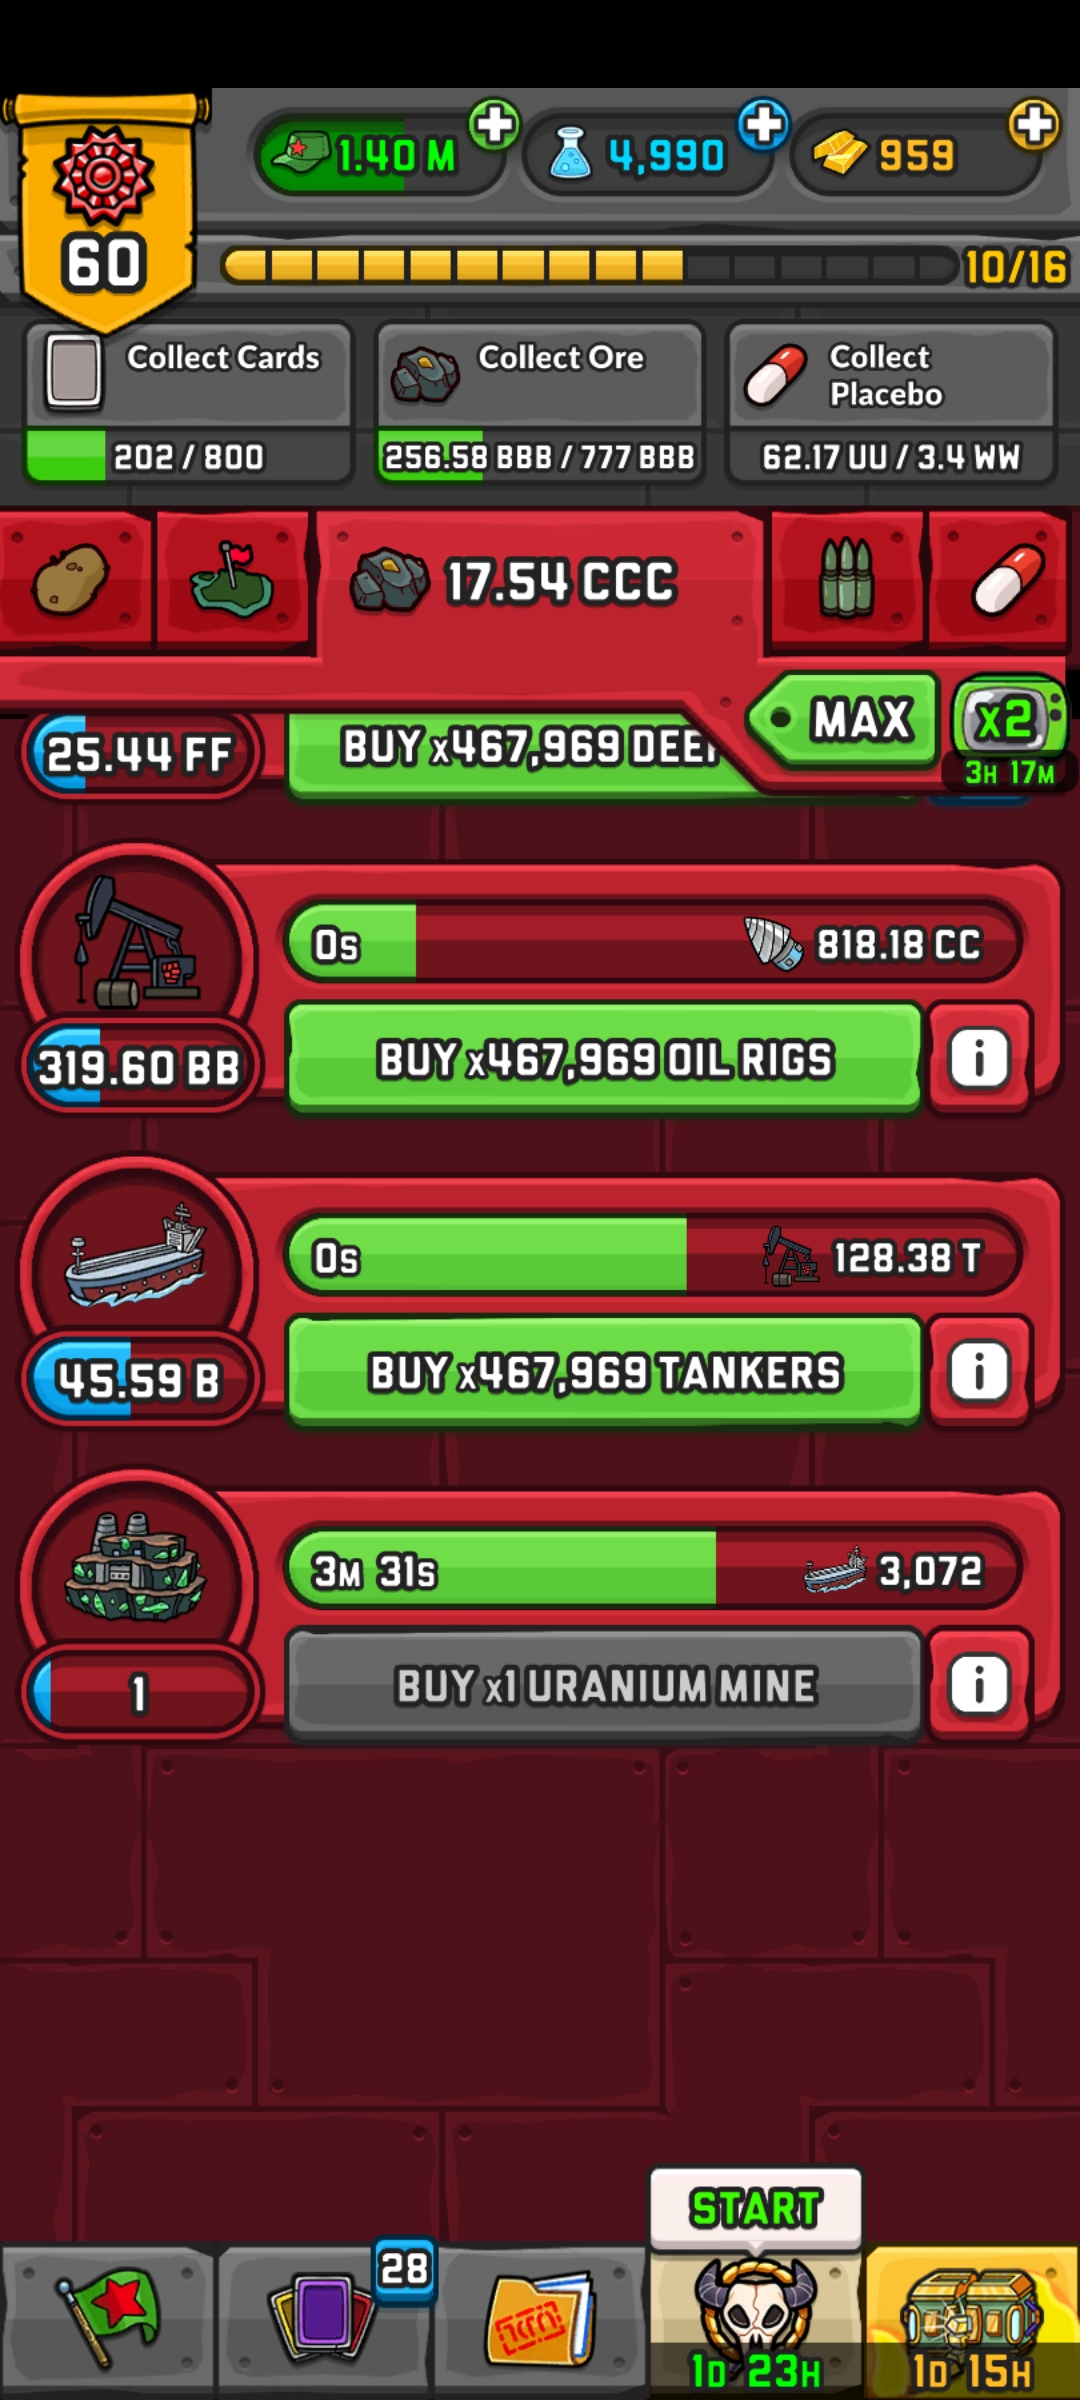 1.40 M
4,990
959
60
10/16
Collect Cards
202 / 800
Collect Ore
256.58 BBB / 777 BBB
Collect
Placebo
62.17 UU / 3.4 WW
17.54 CCC
MAX
x2
3H 17M
25.44 FF
BUY x467,969 DEE
0s
818.18 CC
319.60 BB
BUY x467,969 OIL RIGS
i
0s
128.38 T
45.59 B
BUY x467,969 TANKERS
i
3M 31s
3,072
1
BUY x1 URANIUM MINE
i
START
28
1D 23H
1D 15H